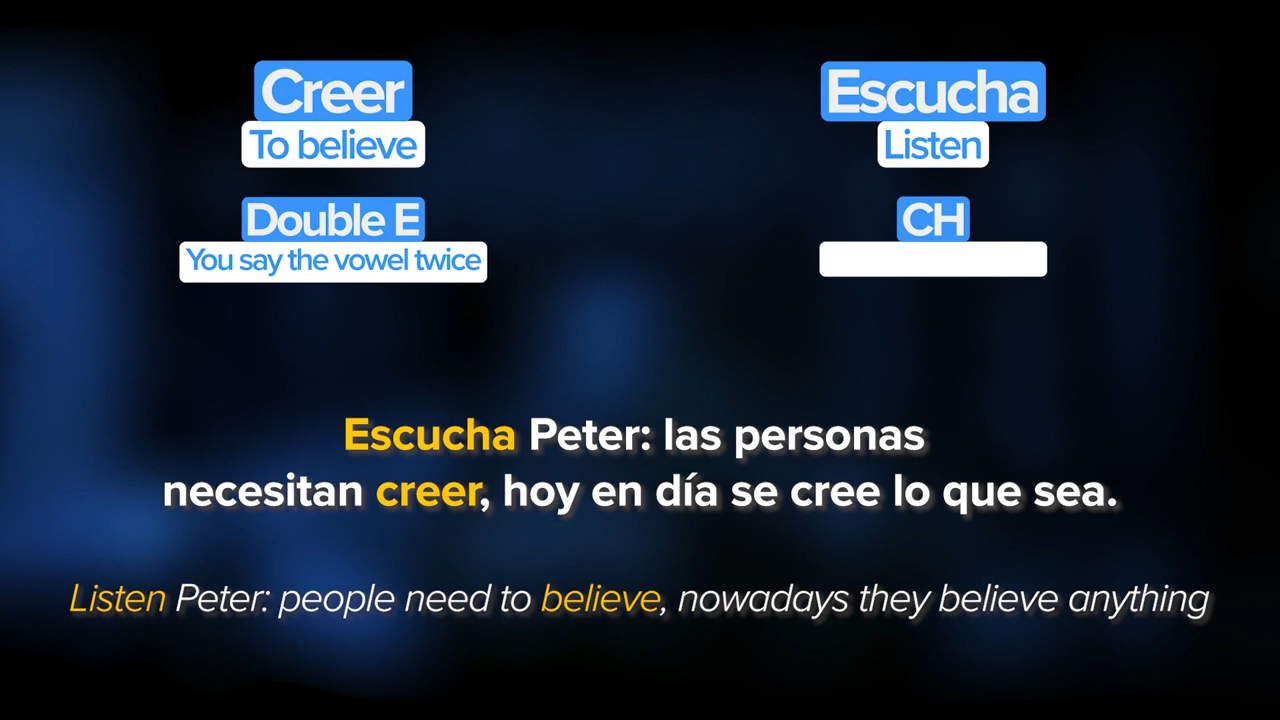 Creer
To believe
Double E
You say the vowel twice
Escucha
Listen
CH
Escucha Peter: las personas
necesitan creer, hoy en día se cree lo que sea.
Listen Peter: people need to believe, nowadays they believe anything